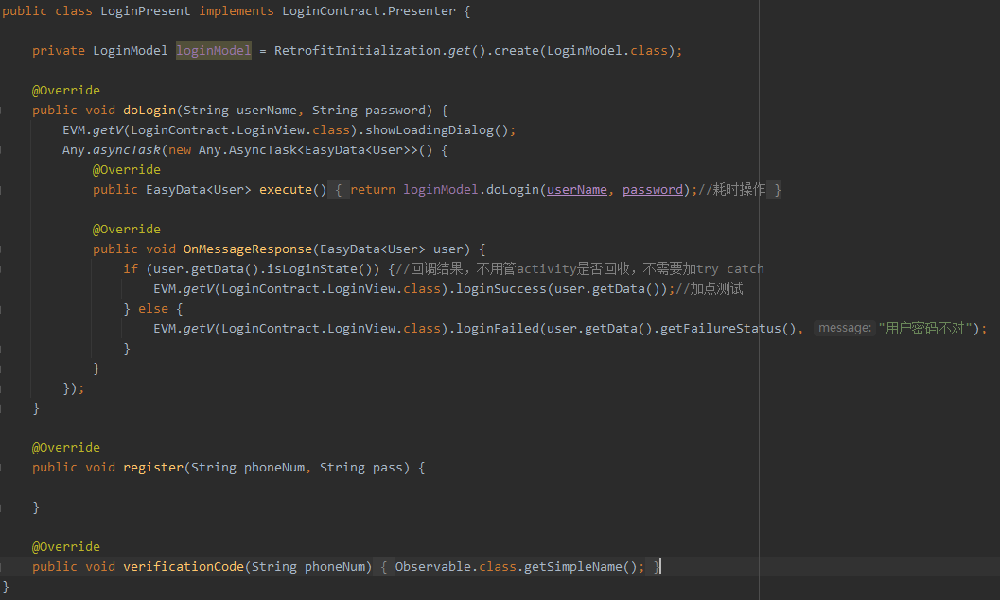 public class LoginPresent implements LoginContract.Presenter {
private LoginModel loginModel = RetrofitInitialization.get().create(LoginModel.class);
@Override
public void doLogin(String userName, String password) {
EVM.getV(LoginContract.LoginView.class).showLoadingDialog();
Any.asyncTask(new Any.AsyncTask<EasyData<User>>() {
@Override
public EasyData<User> execute() { return loginModel.doLogin(userName, password);//耗时操作 }
@Override
public void OnMessageResponse(EasyData<User> user) {
if (user.getData().isLoginState()) {//回调结果，不用管activity是否回收，不需要加try catch
EVM.getV(LoginContract.LoginView.class).loginSuccess(user.getData());//加点测试
} else {
EVM.getV(LoginContract.LoginView.class).loginFailed(user.getData().getFailureStatus(), message: "用户密码不对");
}
}
});
}
@Override
public void register(String phoneNum, String pass) {
}
@Override
public void verificationCode(String phoneNum) { Observable.class.getSimpleName(); }
}